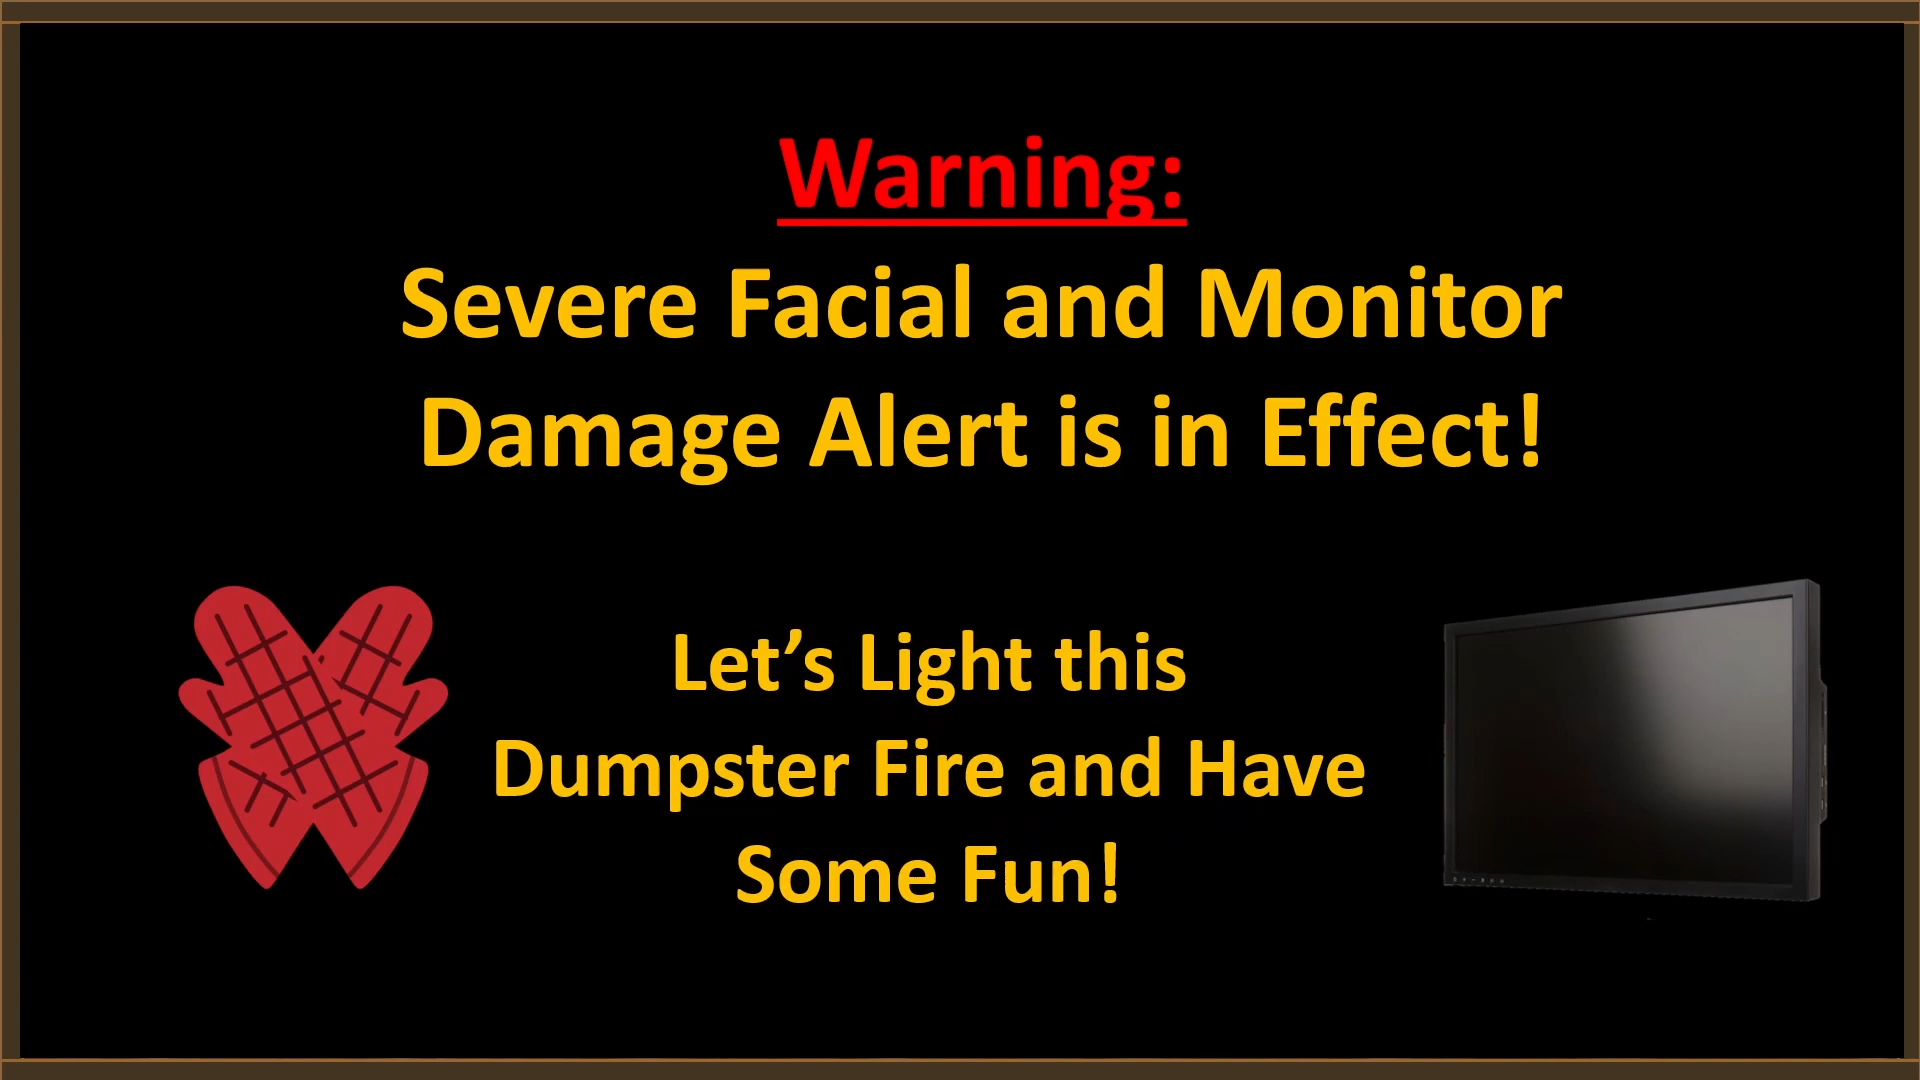 Warning:
Severe Facial and Monitor
Damage Alert is in Effect!
Let’s Light this
Dumpster Fire and Have
Some Fun!